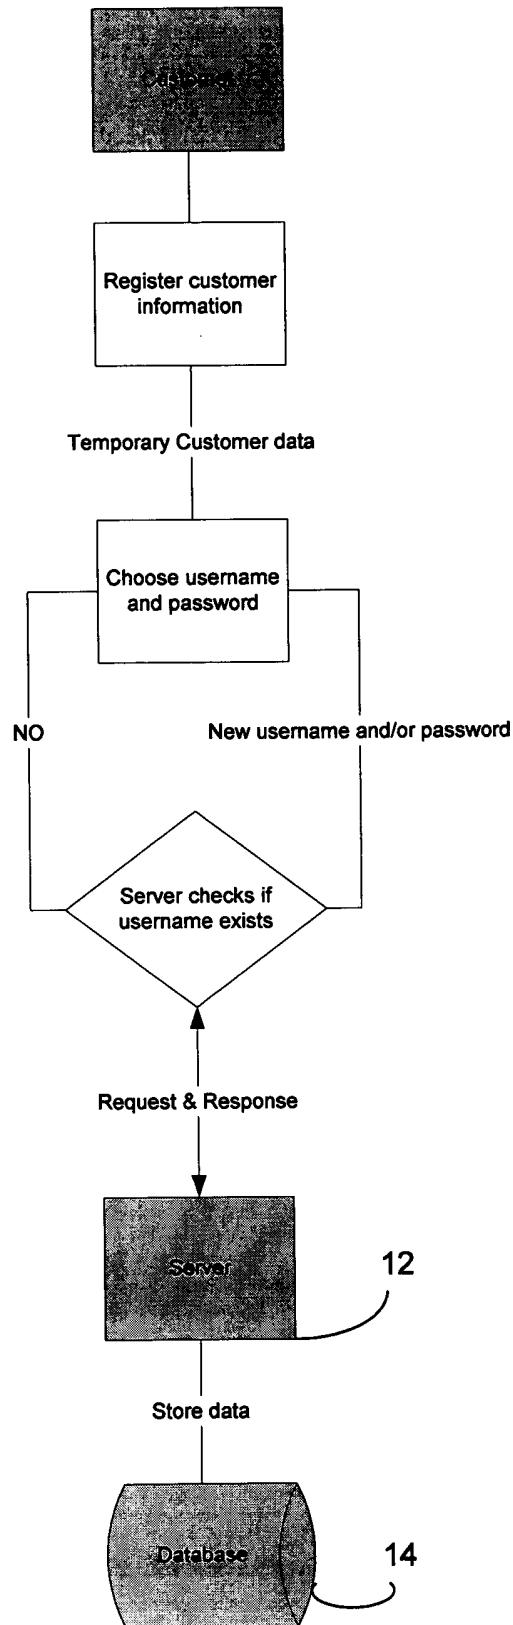 Customer
Register customer
information
Temporary Customer data
Choose username
and password
NO
New username and/or password
Server checks if
username exists
Request & Response
Server
12
Store data
Database
14